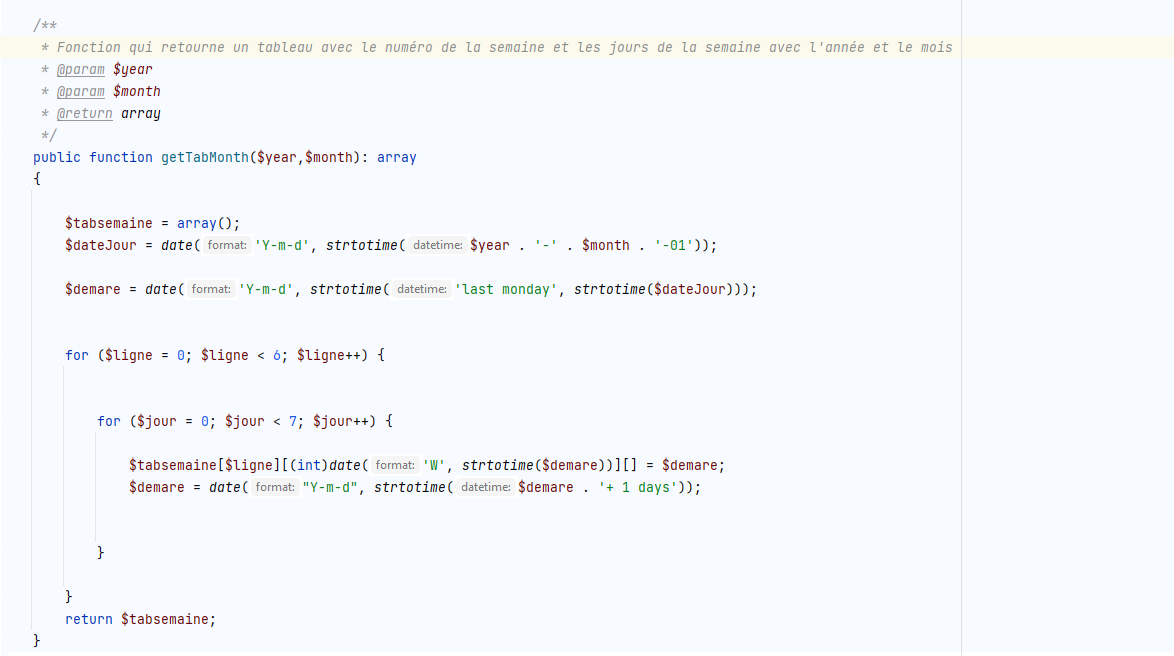 /**
* Fonction qui retourne un tableau avec le numéro de la semaine et les jours de la semaine avec l'année et le mois
* @param $year
* @param $month
* @return array
*/
public function getTabMonth($year,$month): array
{
$tabsemaine = array();
$dateJour = date( format: 'Y-m-d', strtotime( datetime: $year . '-' . $month . '-01'));
$demare = date( format: 'Y-m-d', strtotime( datetime: 'last monday', strtotime($dateJour)));
for ($ligne = 0; $ligne < 6; $ligne++) {
for ($jour = 0; $jour < 7; $jour++) {
$tabsemaine[$ligne][(int)date( format: 'W', strtotime($demare))][] = $demare;
$demare = date( format: "Y-m-d", strtotime( datetime: $demare . '+ 1 days'));
}
}
return $tabsemaine;
}